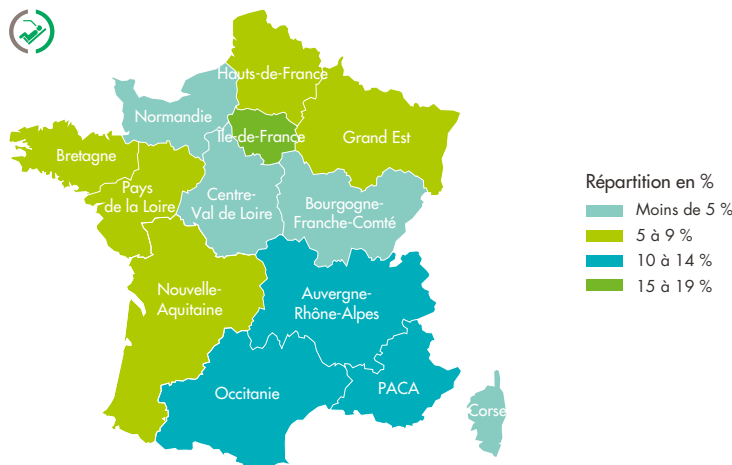 Hauts-de-France
Normandie
Île-de-France
Grand Est
Bretagne
Pays
de la Loire
Centre-
Val de Loire
Bourgogne-
Franche-Comté
Nouvelle-
Aquitaine
Auvergne-
Rhône-Alpes
Occitanie
PACA
Corse
Répartition en %
Moins de 5 %
5 à 9 %
10 à 14 %
15 à 19 %